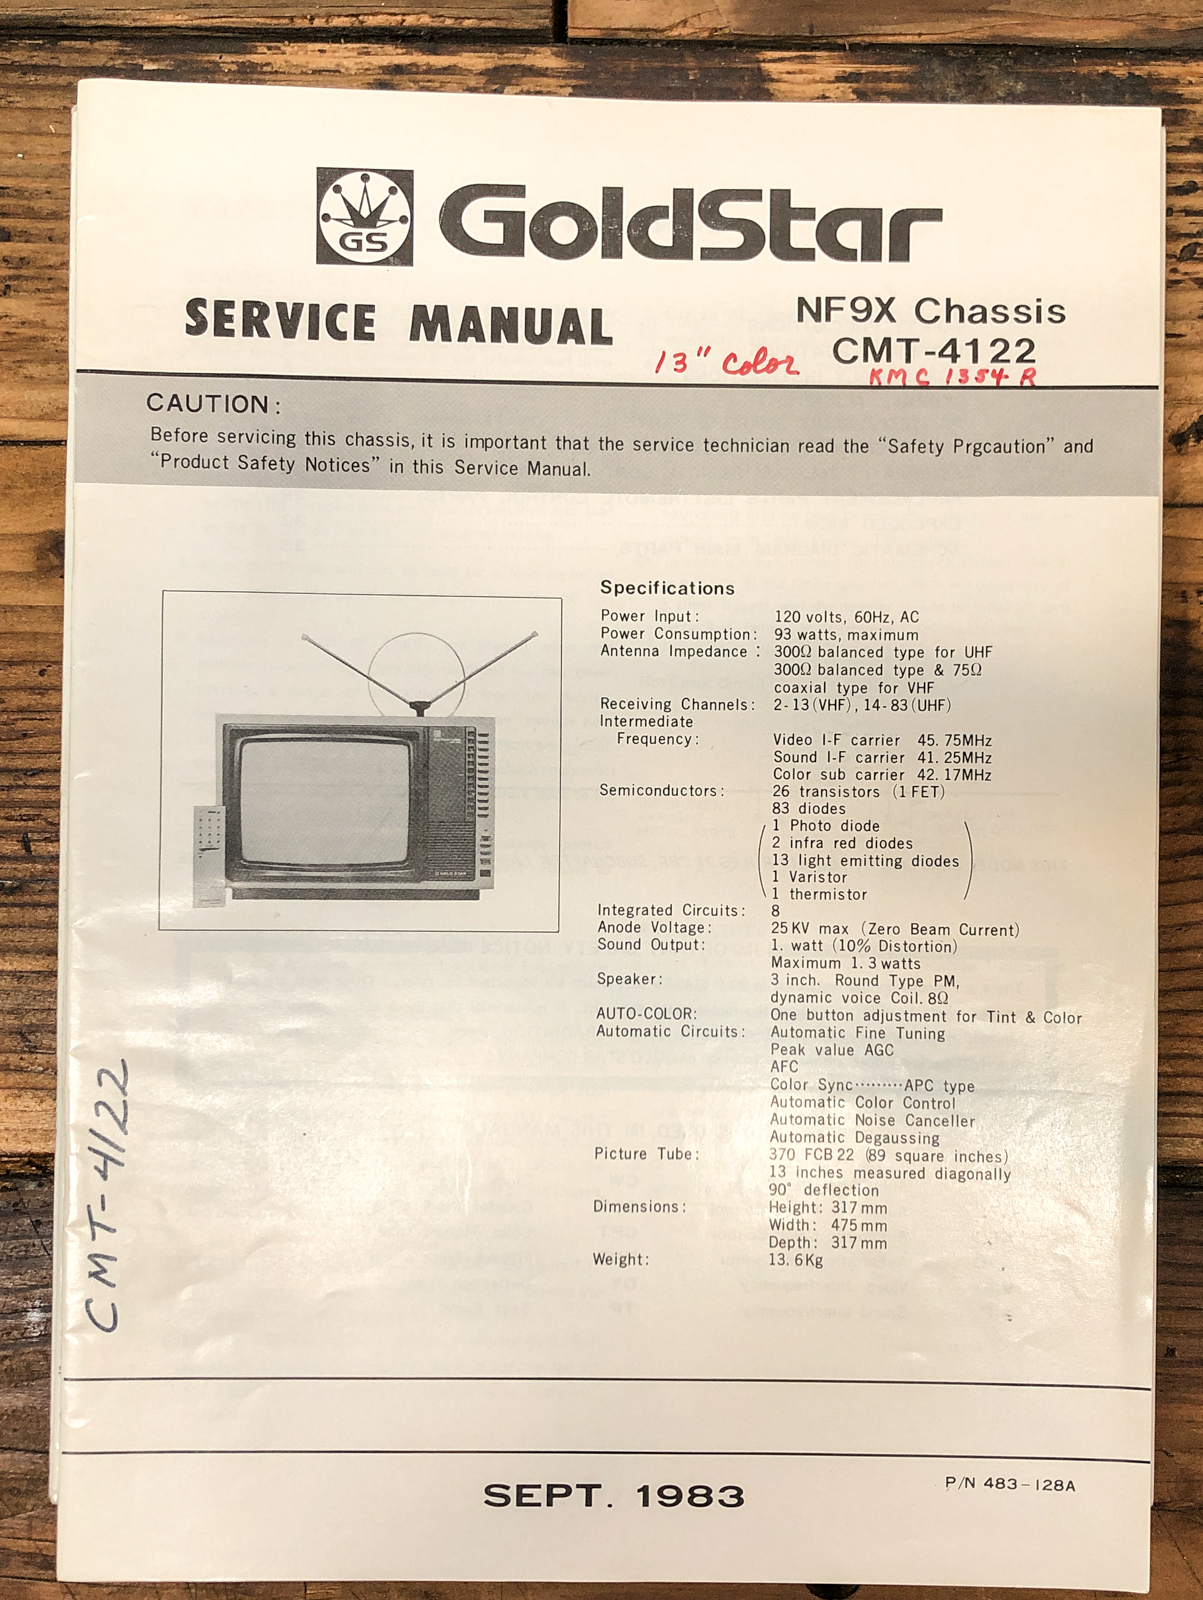 GS
GoldStar
SERVICE MANUAL
NF9X Chassis
CMT-4122
13" Color
KMC 1354-R
CAUTION:
Before servicing this chassis, it is important that the service technician read the “Safety Prgcaution” and
“Product Safety Notices” in this Service Manual.
GOLD STAR
Specifications
Power Input: 120 volts, 60Hz, AC
Power Consumption: 93 watts, maximum
Antenna Impedance: 300Ω balanced type for UHF
300Ω balanced type & 75Ω
coaxial type for VHF
Receiving Channels: 2-13(VHF), 14-83(UHF)
Intermediate
Frequency: Video I-F carrier 45.75MHz
Sound I-F carrier 41.25MHz
Color sub carrier 42.17MHz
Semiconductors: 26 transistors (1 FET)
83 diodes
1 Photo diode
2 infra red diodes
13 light emitting diodes
1 Varistor
1 thermistor
Integrated Circuits: 8
Anode Voltage: 25KV max (Zero Beam Current)
Sound Output: 1. watt (10% Distortion)
Maximum 1.3 watts
Speaker: 3 inch. Round Type PM,
dynamic voice Coil. 8Ω
AUTO-COLOR: One button adjustment for Tint & Color
Automatic Circuits: Automatic Fine Tuning
Peak value AGC
AFC
Color Sync·········APC type
Automatic Color Control
Automatic Noise Canceller
Automatic Degaussing
Picture Tube: 370 FCB22 (89 square inches)
13 inches measured diagonally
90° deflection
Dimensions: Height: 317mm
Width: 475mm
Depth: 317mm
Weight: 13.6Kg
CMT-4122
SEPT. 1983
P/N 483-128A